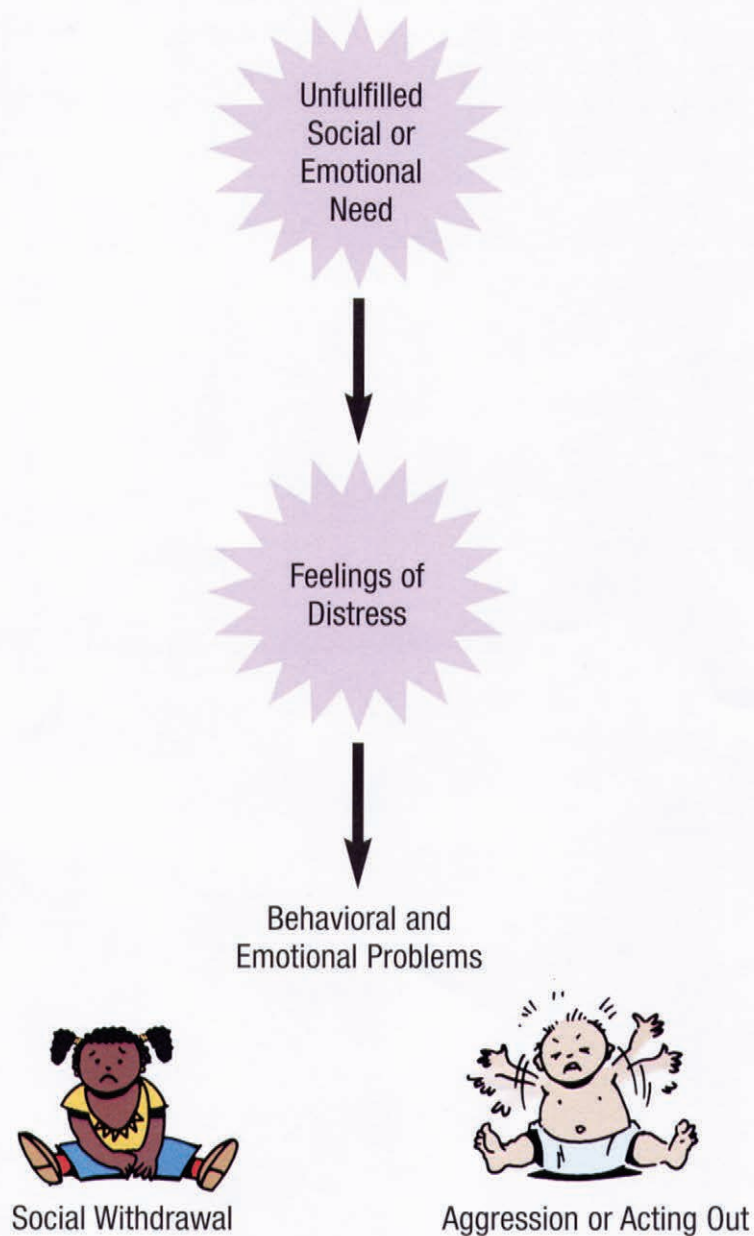 Unfulfilled
Social or
Emotional
Need
Feelings of
Distress
Behavioral and
Emotional Problems
Social Withdrawal
Aggression or Acting Out